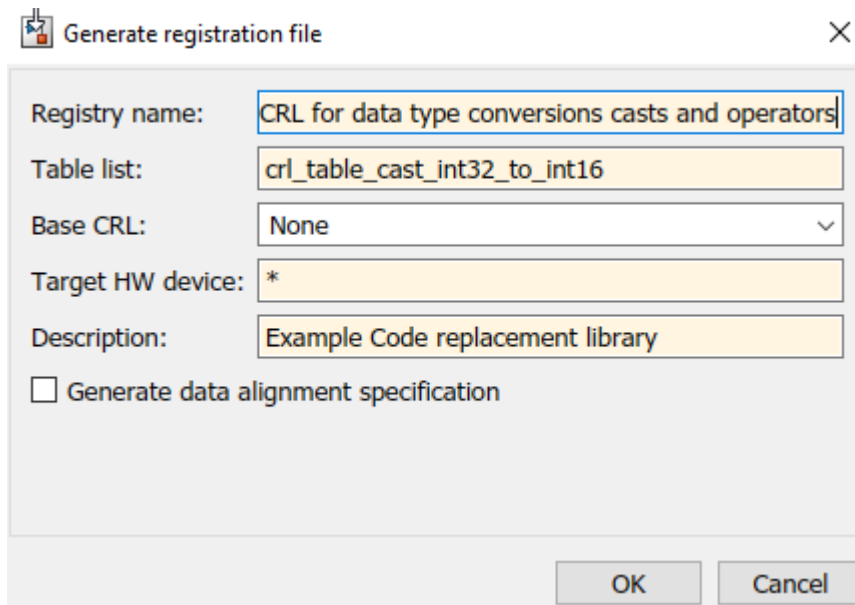 Generate registration file
Registry name: CRL for data type conversions casts and operators
Table list: crl_table_cast_int32_to_int16
Base CRL: None
Target HW device: *
Description: Example Code replacement library
Generate data alignment specification
OK Cancel